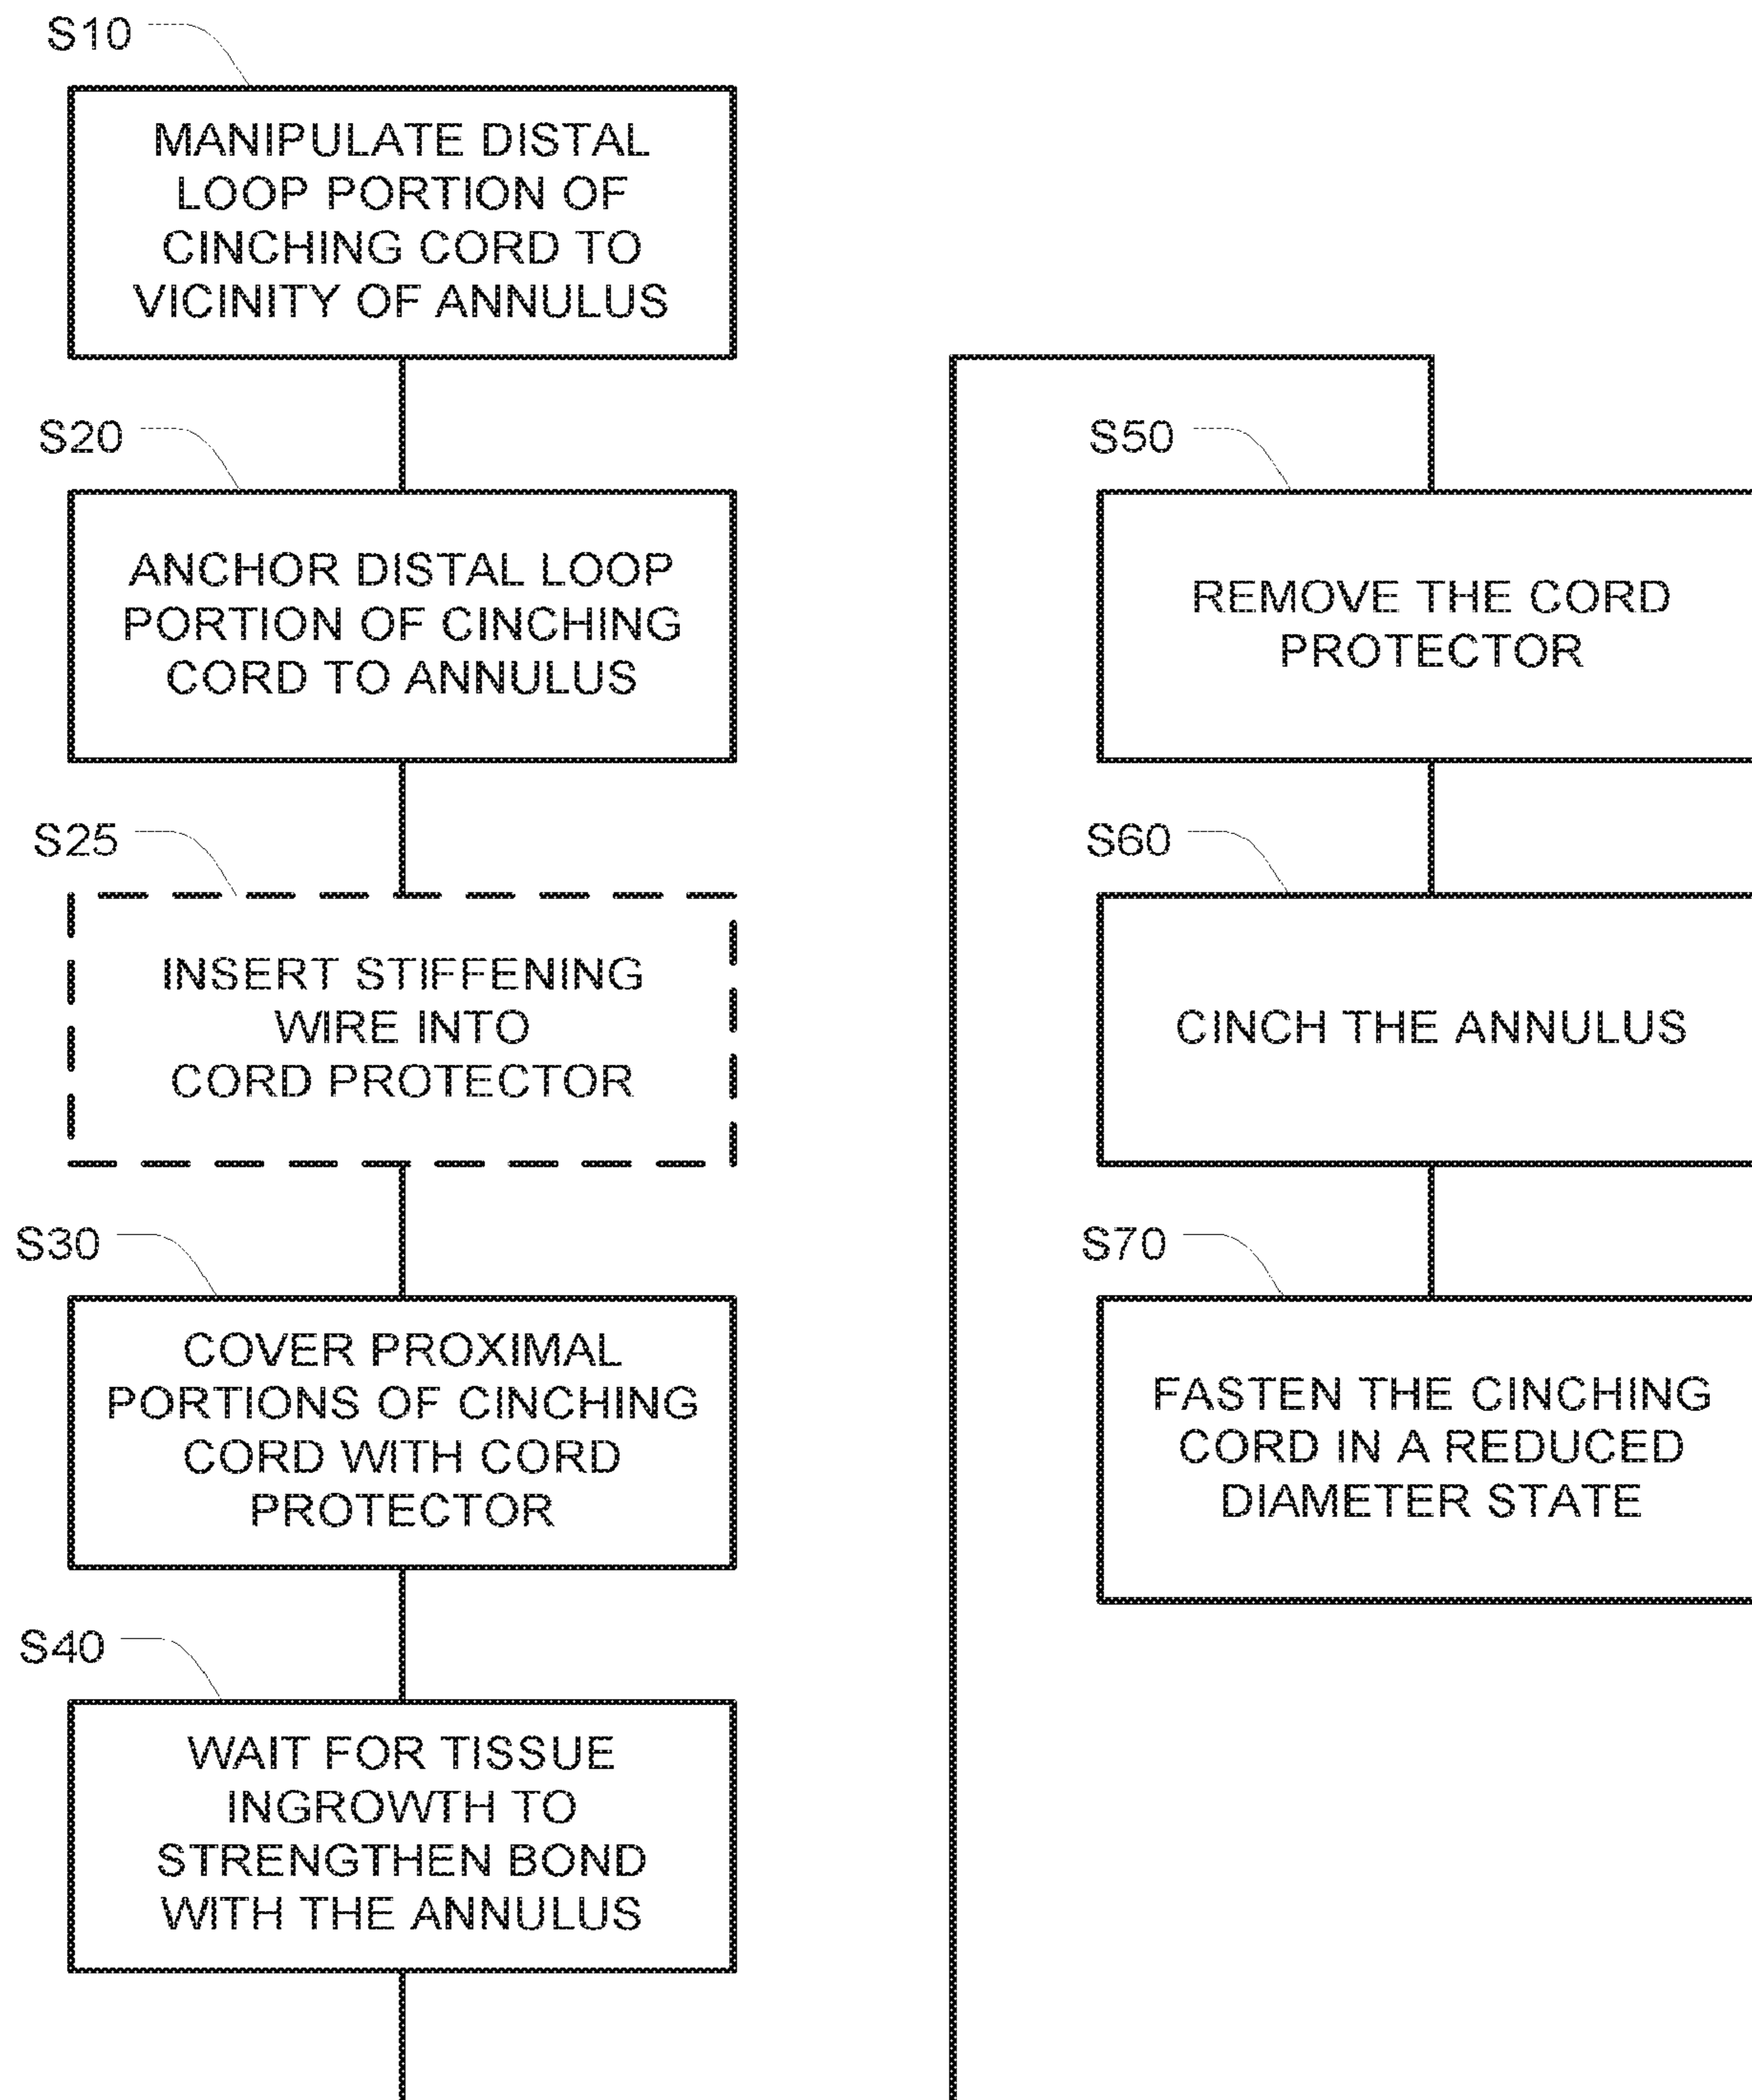 S10
MANIPULATE DISTAL
LOOP PORTION OF
CINCHING CORD TO
VICINITY OF ANNULUS
S20
ANCHOR DISTAL LOOP
PORTION OF CINCHING
CORD TO ANNULUS
S25
INSERT STIFFENING
WIRE INTO
CORD PROTECTOR
S30
COVER PROXIMAL
PORTIONS OF CINCHING
CORD WITH CORD
PROTECTOR
S40
WAIT FOR TISSUE
INGROWTH TO
STRENGTHEN BOND
WITH THE ANNULUS
S50
REMOVE THE CORD
PROTECTOR
S60
CINCH THE ANNULUS
S70
FASTEN THE CINCHING
CORD IN A REDUCED
DIAMETER STATE